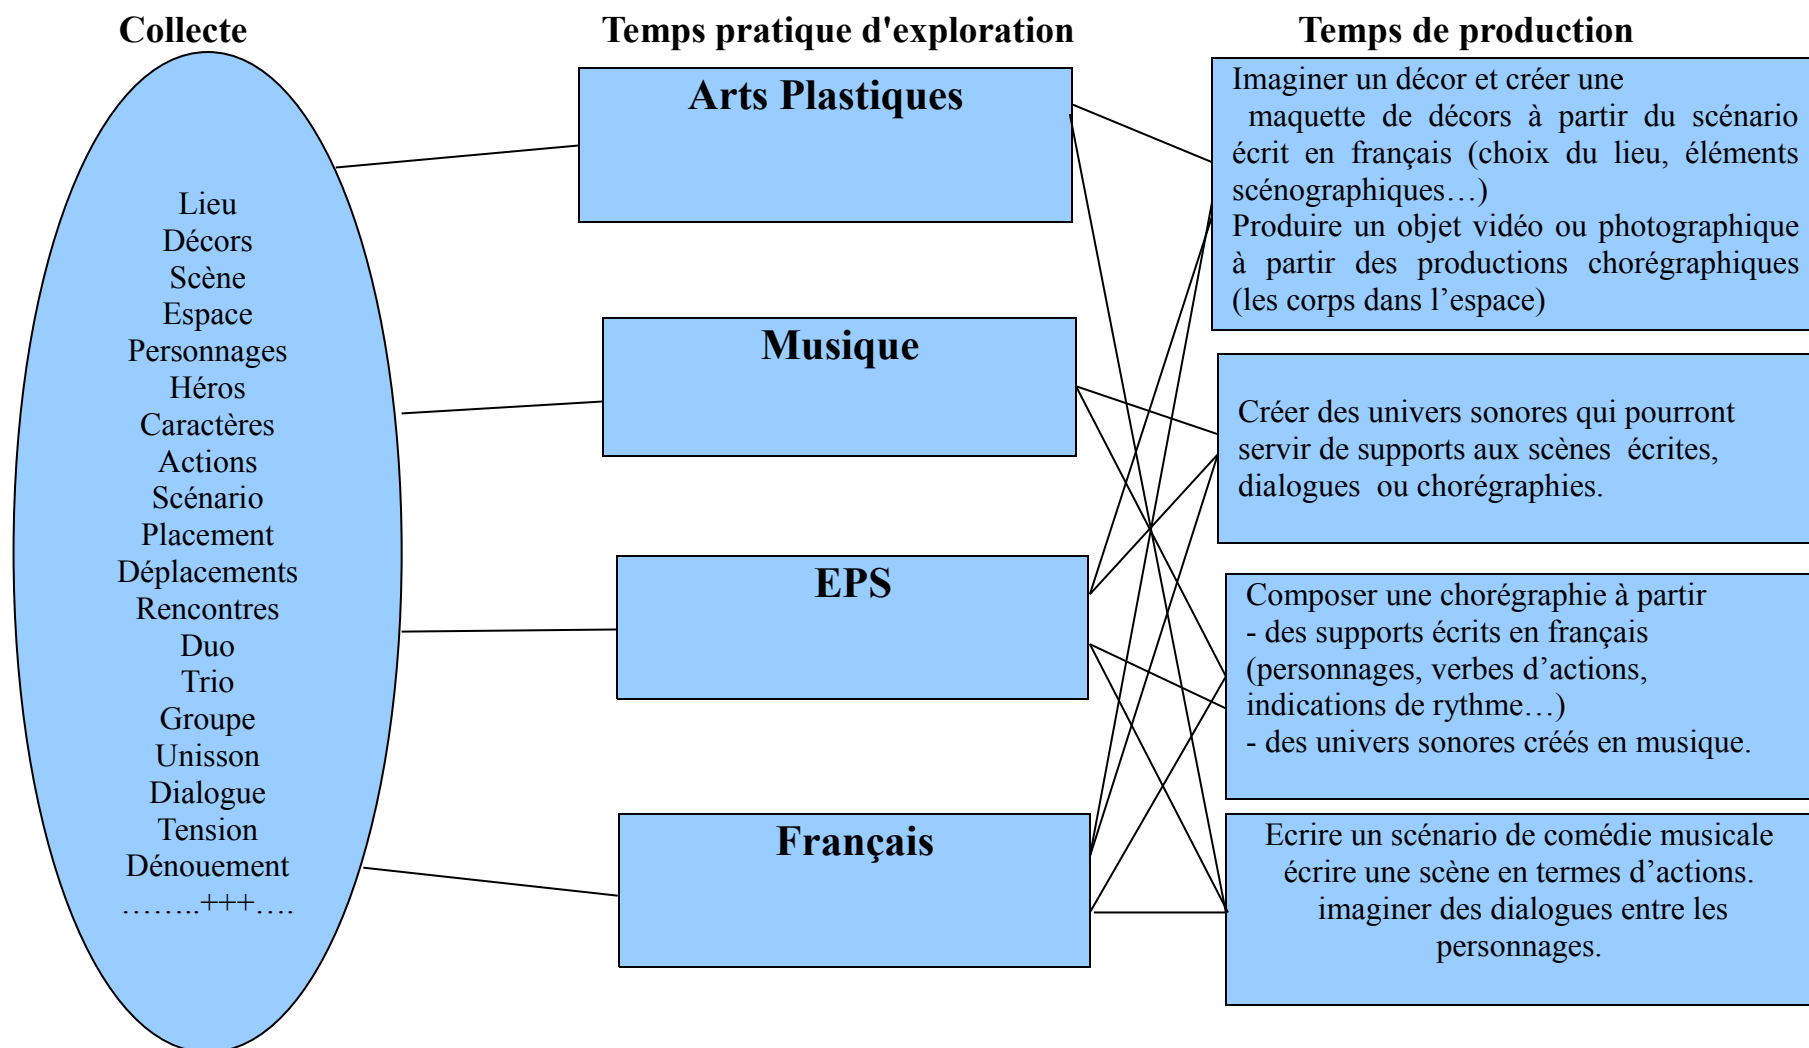 Collecte
Temps pratique d'exploration
Temps de production
Lieu
Décors
Scène
Espace
Personnages
Héros
Caractères
Actions
Scénario
Placement
Déplacements
Rencontres
Duo
Trio
Groupe
Unisson
Dialogue
Tension
Dénouement
……..+++….
Arts Plastiques
Musique
EPS
Français
Imaginer un décor et créer une
maquette de décors à partir du scénario
écrit en français (choix du lieu, éléments
scénographiques…)
Produire un objet vidéo ou photographique
à partir des productions chorégraphiques
(les corps dans l’espace)
Créer des univers sonores qui pourront
servir de supports aux scènes écrites,
dialogues ou chorégraphies.
Composer une chorégraphie à partir
- des supports écrits en français
(personnages, verbes d’actions,
indications de rythme…)
- des univers sonores créés en musique.
Ecrire un scénario de comédie musicale
écrire une scène en termes d’actions.
imaginer des dialogues entre les
personnages.